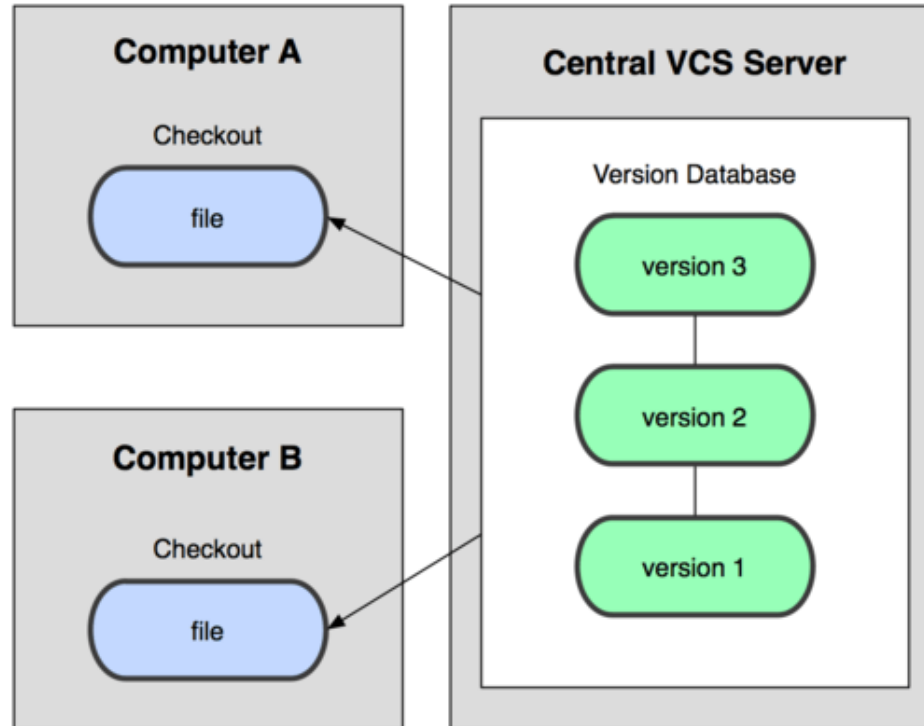 Computer A
Checkout
file
Computer B
Checkout
file
Central VCS Server
Version Database
version 3
version 2
version 1